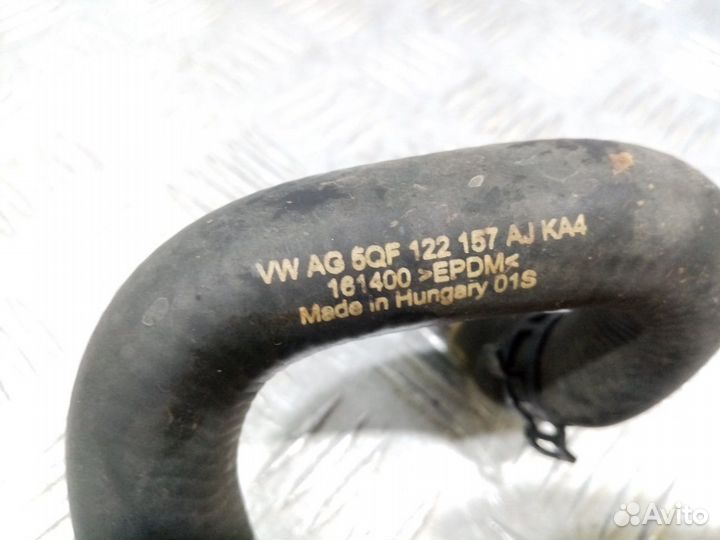 VW AG 5QF 122 157 AJ KA4
161400 >EPDM<
Made in Hungary 01S
Avito